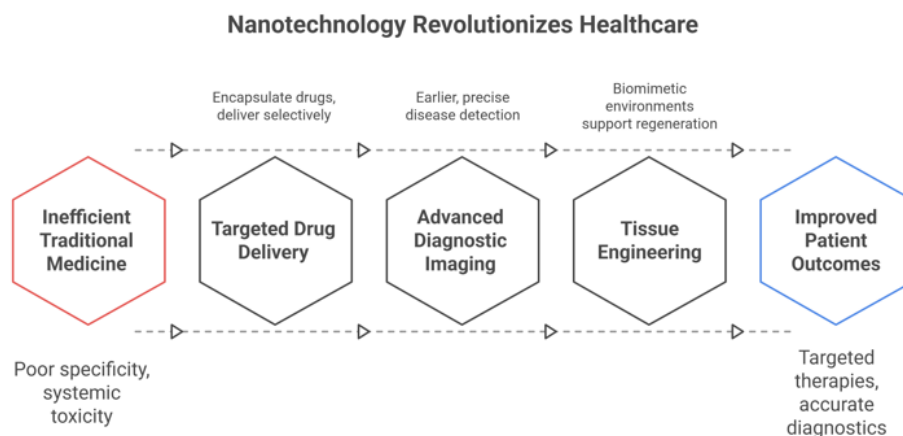 Nanotechnology Revolutionizes Healthcare
Encapsulate drugs,
deliver selectively
Earlier, precise
disease detection
Biomimetic
environments
support regeneration
Inefficient
Traditional
Medicine
Targeted Drug
Delivery
Advanced
Diagnostic
Imaging
Tissue
Engineering
Improved
Patient
Outcomes
Poor specificity,
systemic
toxicity
Targeted
therapies,
accurate
diagnostics